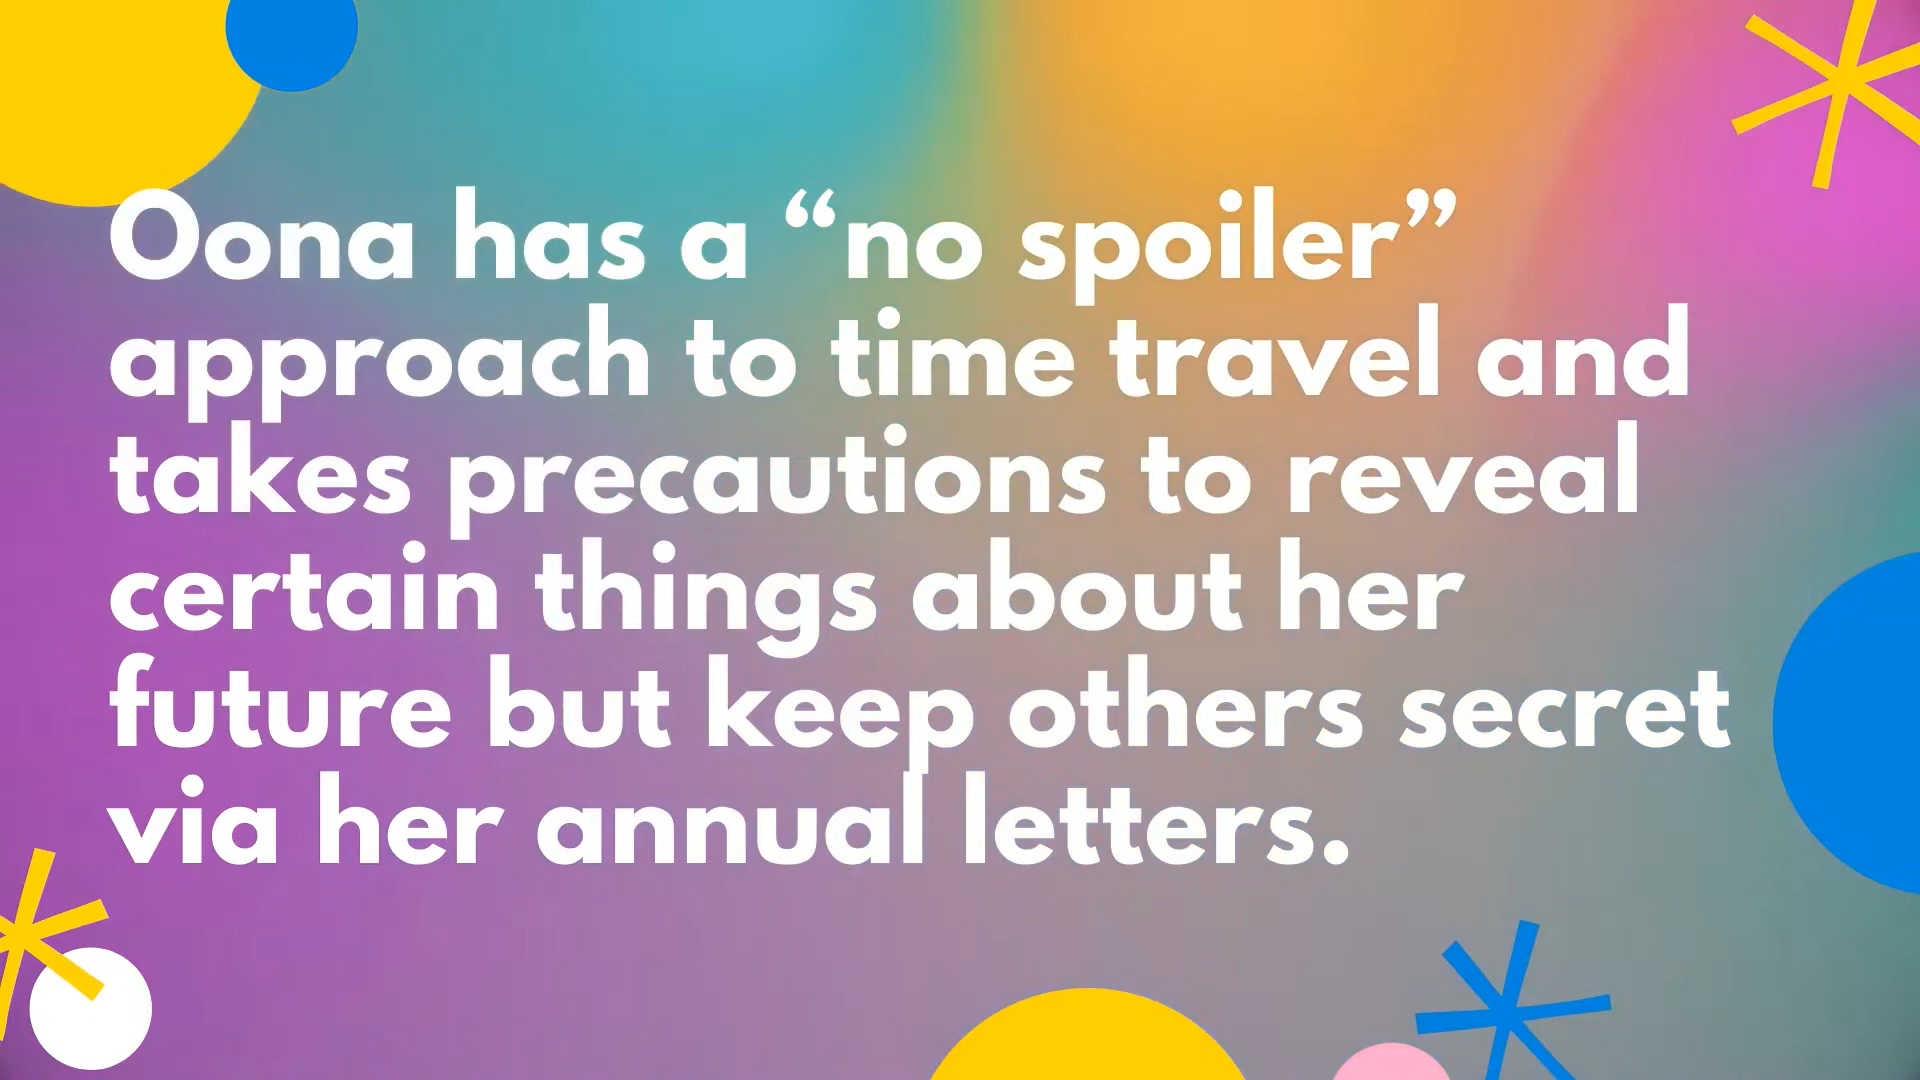 Oona has a “no spoiler”
approach to time travel and
takes precautions to reveal
certain things about her
future but keep others secret
via her annual letters.